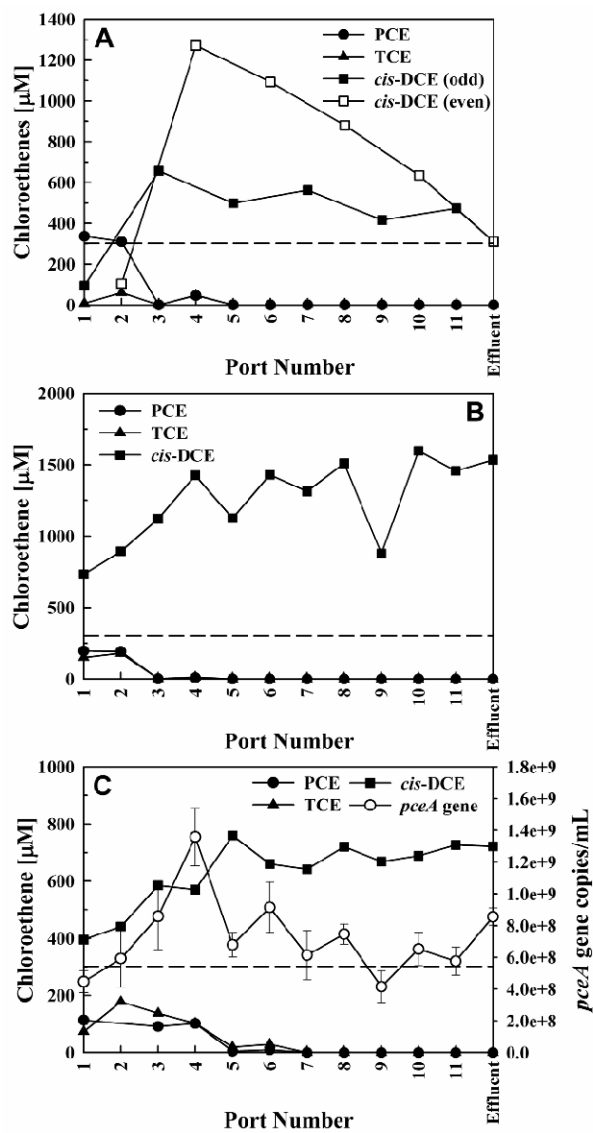 A
PCE
TCE
cis-DCE (odd)
cis-DCE (even)
1400
1200
1000
800
600
400
200
0
Chloroethenes [µM]
1 2 3 4 5 6 7 8 9 10 11 Effluent
Port Number
B
PCE
TCE
cis-DCE
2000
1500
1000
500
0
Chloroethene [µM]
1 2 3 4 5 6 7 8 9 10 11 Effluent
Port Number
C
PCE
TCE
cis-DCE
pceA gene
1000
800
600
400
200
0
Chloroethene [µM]
1.8e+9
1.6e+9
1.4e+9
1.2e+9
1.0e+9
8.0e+8
6.0e+8
4.0e+8
2.0e+8
0.0
pceA gene copies/mL
1 2 3 4 5 6 7 8 9 10 11 Effluent
Port Number